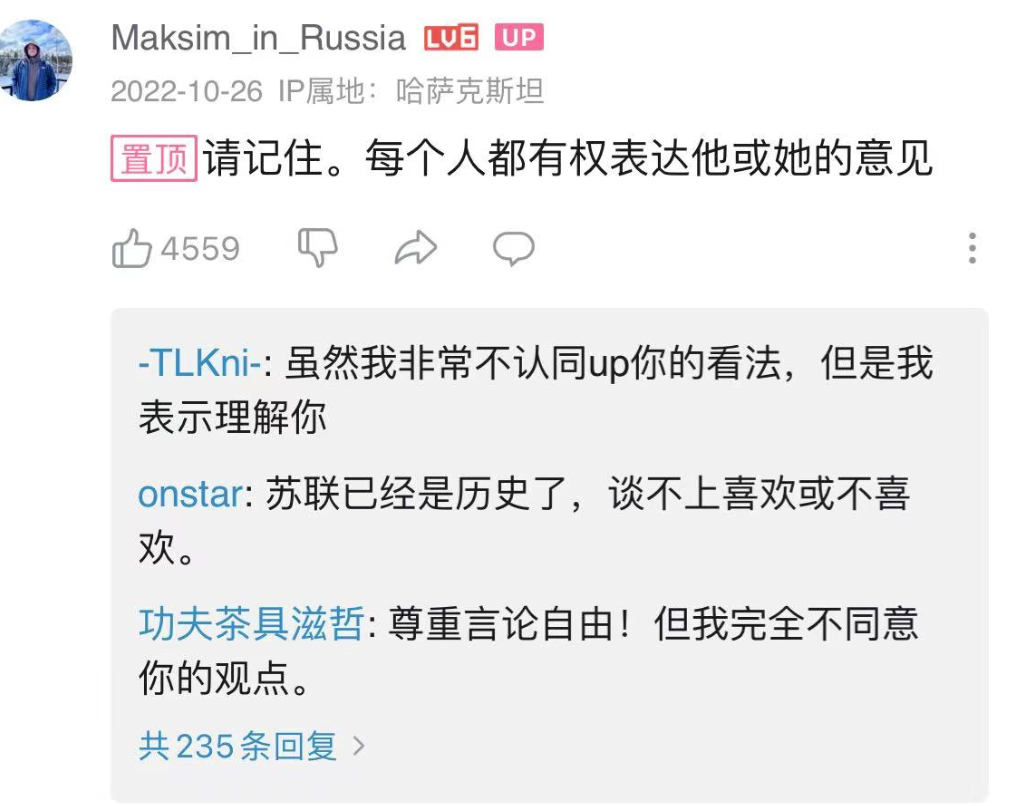 Maksim_in_Russia LV6 UP
2022-10-26 IP属地：哈萨克斯坦
置顶 请记住。每个人都有权表达他或她的意见
4559
-TLKni-: 虽然我非常不认同up你的看法，但是我
表示理解你
onstar: 苏联已经是历史了，谈不上喜欢或不喜
欢。
功夫茶具滋哲: 尊重言论自由！但我完全不同意
你的观点。
共235条回复 >